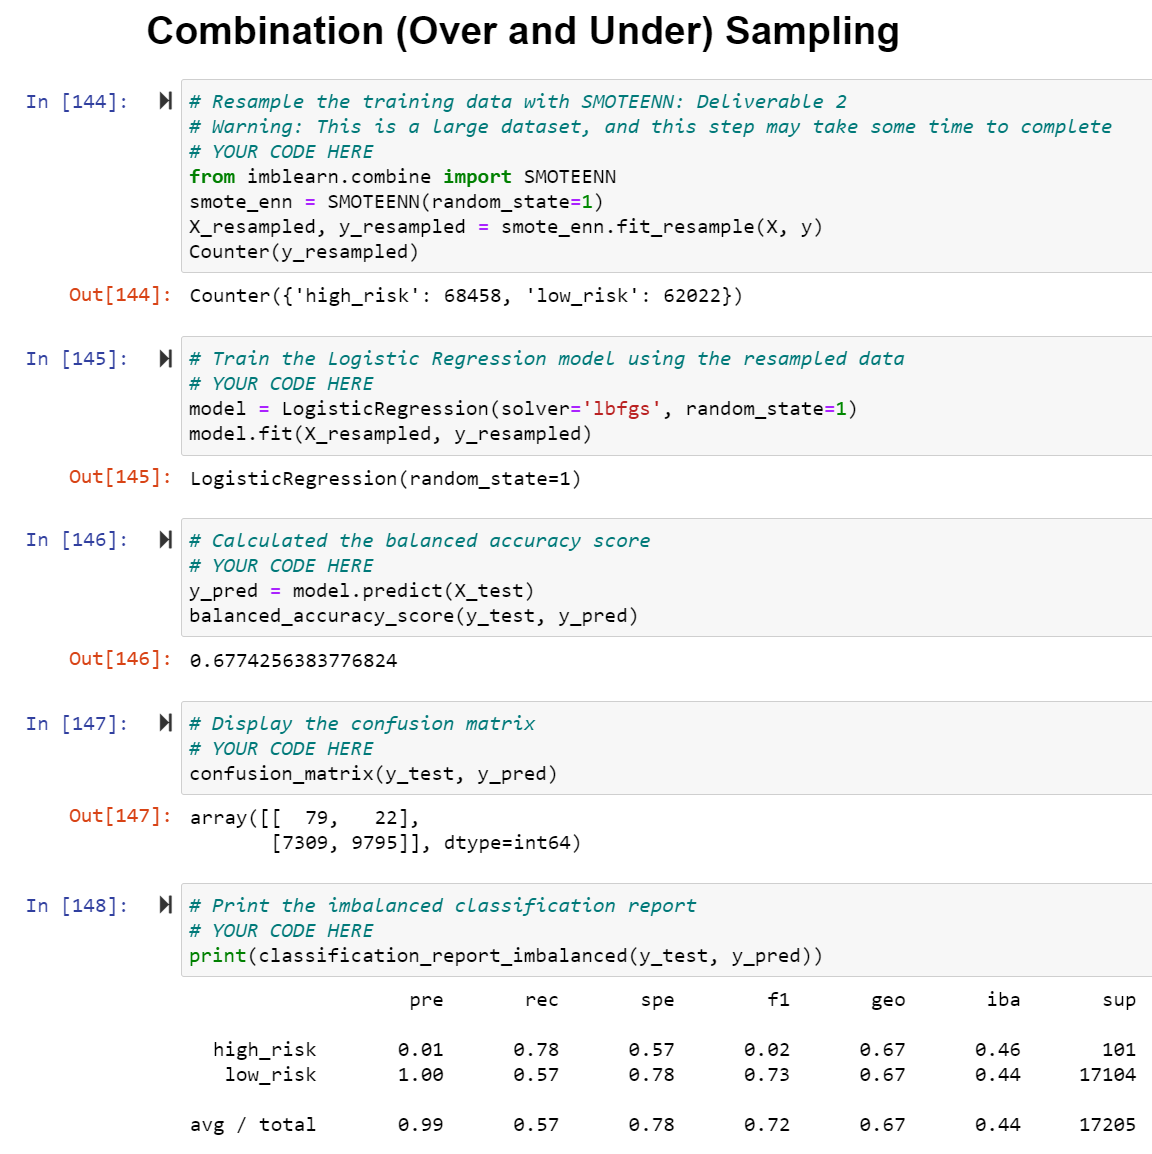 Combination (Over and Under) Sampling
In [144]:
# Resample the training data with SMOTEENN: Deliverable 2
# Warning: This is a large dataset, and this step may take some time to complete
# YOUR CODE HERE
from imblearn.combine import SMOTEENN
smote_enn = SMOTEENN(random_state=1)
X_resampled, y_resampled = smote_enn.fit_resample(X, y)
Counter(y_resampled)
Out[144]: Counter({'high_risk': 68458, 'low_risk': 62022})
In [145]:
# Train the Logistic Regression model using the resampled data
# YOUR CODE HERE
model = LogisticRegression(solver='lbfgs', random_state=1)
model.fit(X_resampled, y_resampled)
Out[145]: LogisticRegression(random_state=1)
In [146]:
# Calculated the balanced accuracy score
# YOUR CODE HERE
y_pred = model.predict(X_test)
balanced_accuracy_score(y_test, y_pred)
Out[146]: 0.6774256383776824
In [147]:
# Display the confusion matrix
# YOUR CODE HERE
confusion_matrix(y_test, y_pred)
Out[147]: array([[  79,   22],
       [7309, 9795]], dtype=int64)
In [148]:
# Print the imbalanced classification report
# YOUR CODE HERE
print(classification_report_imbalanced(y_test, y_pred))
pre rec spe f1 geo iba sup
high_risk 0.01 0.78 0.57 0.02 0.67 0.46 101
low_risk 1.00 0.57 0.78 0.73 0.67 0.44 17104
avg / total 0.99 0.57 0.78 0.72 0.67 0.44 17205